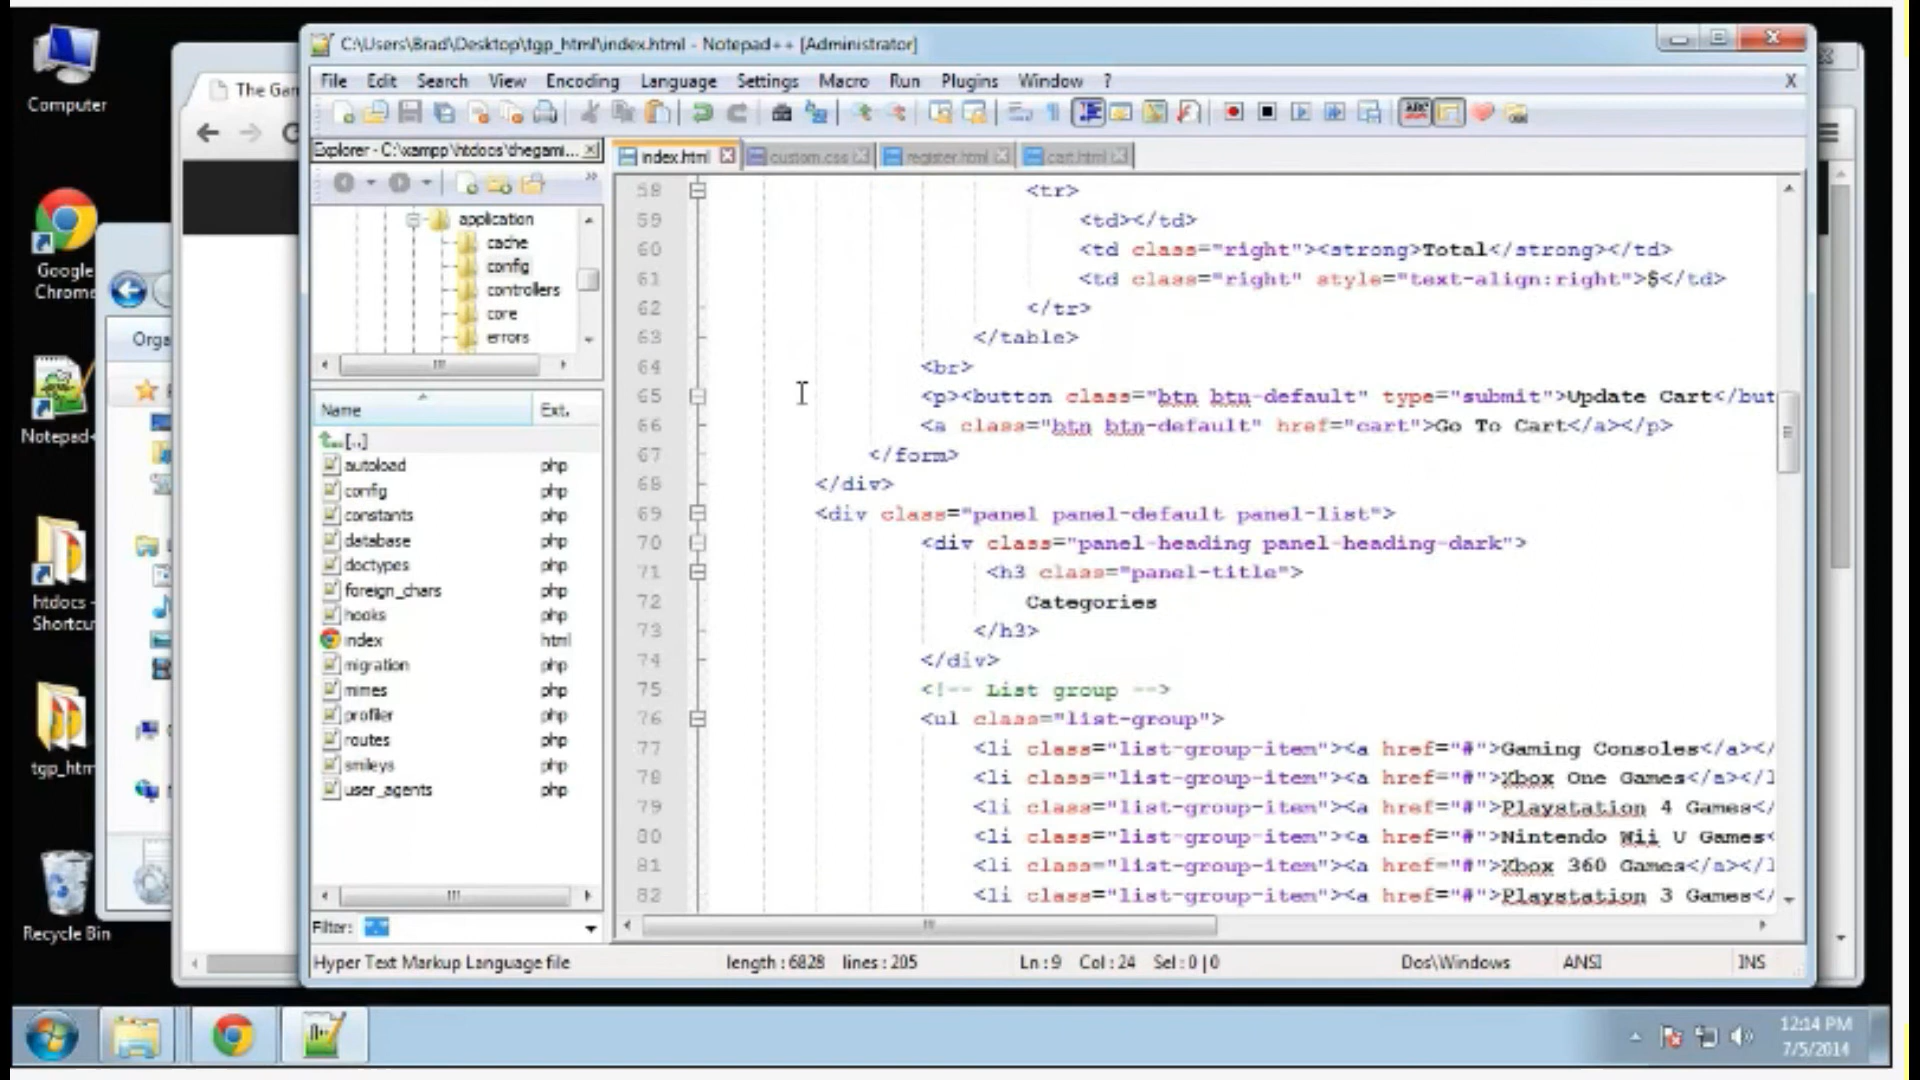 C:\Users\Brad\Desktop\tgp_html\index.html - Notepad++ [Administrator]
File Edit Search View Encoding Language Settings Macro Run Plugins Window ? X
Explorer - C:\xampp\htdocs\thegami...
index.html custom.css register.html cart.html
The Gam
Computer
Google Chrome
Notepad+
htdocs - Shortcu
tgp_htm
Recycle Bin
Orga
application
cache
config
controllers
core
errors
Name Ext.
[..]
autoload php
config php
constants php
database php
doctypes php
foreign_chars php
hooks php
index html
migration php
mimes php
profiler php
routes php
smileys php
user_agents php
Filter:
58 <tr>
59 <td></td>
60 <td class="right"><strong>Total</strong></td>
61 <td class="right" style="text-align:right">$</td>
62 </tr>
63 </table>
64 <br>
65 <p><button class="btn btn-default" type="submit">Update Cart</but
66 <a class="btn btn-default" href="cart">Go To Cart</a></p>
67 </form>
68 </div>
69 <div class="panel panel-default panel-list">
70 <div class="panel-heading panel-heading-dark">
71 <h3 class="panel-title">
72 Categories
73 </h3>
74 </div>
75 <!-- List group -->
76 <ul class="list-group">
77 <li class="list-group-item"><a href="#">Gaming Consoles</a></
78 <li class="list-group-item"><a href="#">Xbox One Games</a></l
79 <li class="list-group-item"><a href="#">Playstation 4 Games</
80 <li class="list-group-item"><a href="#">Nintendo Wii U Games<
81 <li class="list-group-item"><a href="#">Xbox 360 Games</a></l
82 <li class="list-group-item"><a href="#">Playstation 3 Games</
Hyper Text Markup Language file length : 6828 lines : 205 Ln : 9 Col : 24 Sel : 0 | 0 Dos\Windows ANSI INS
12:14 PM
7/5/2014